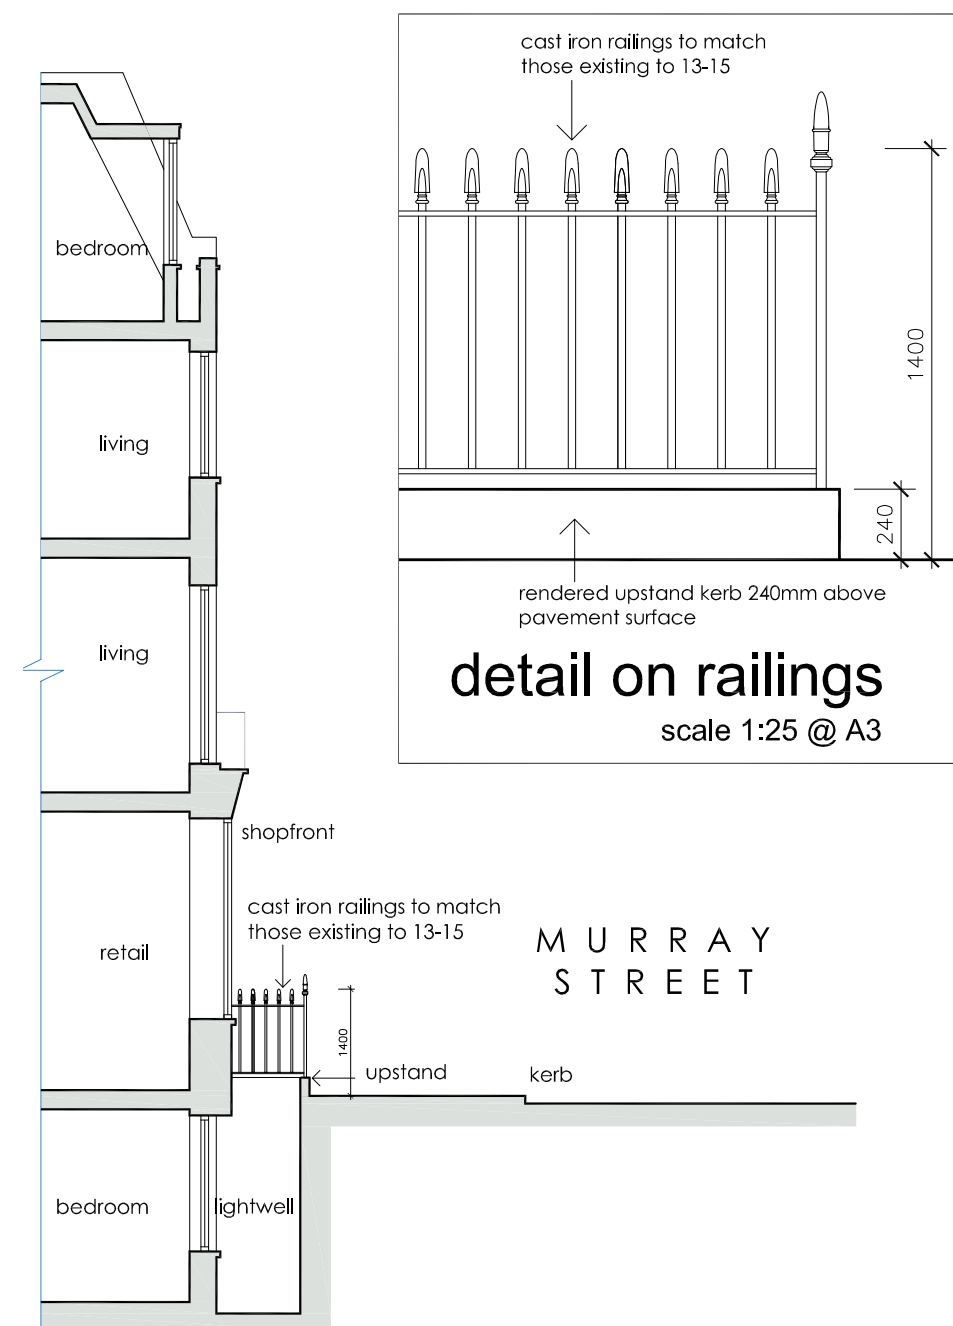 cast iron railings to match
those existing to 13-15
1400
240
rendered upstand kerb 240mm above
pavement surface
detail on railings
scale 1:25 @ A3
bedroom
living
living
shopfront
cast iron railings to match
those existing to 13-15
retail
MURRAY
STREET
1400
upstand
kerb
bedroom
lightwell